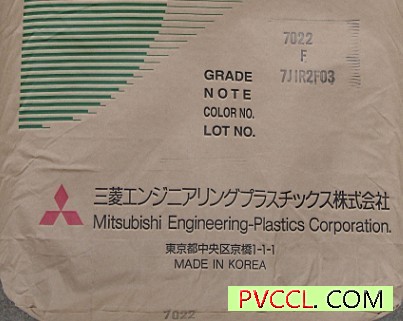 7022
F
GRADE 7JIR2F03
NOTE
COLOR NO.
LOT NO.
三菱エンジニアリングプラスチックス株式会社
Mitsubishi Engineering-Plastics Corporation.
東京都中央区京橋1-1-1
MADE IN KOREA
PVCCL. COM
7022